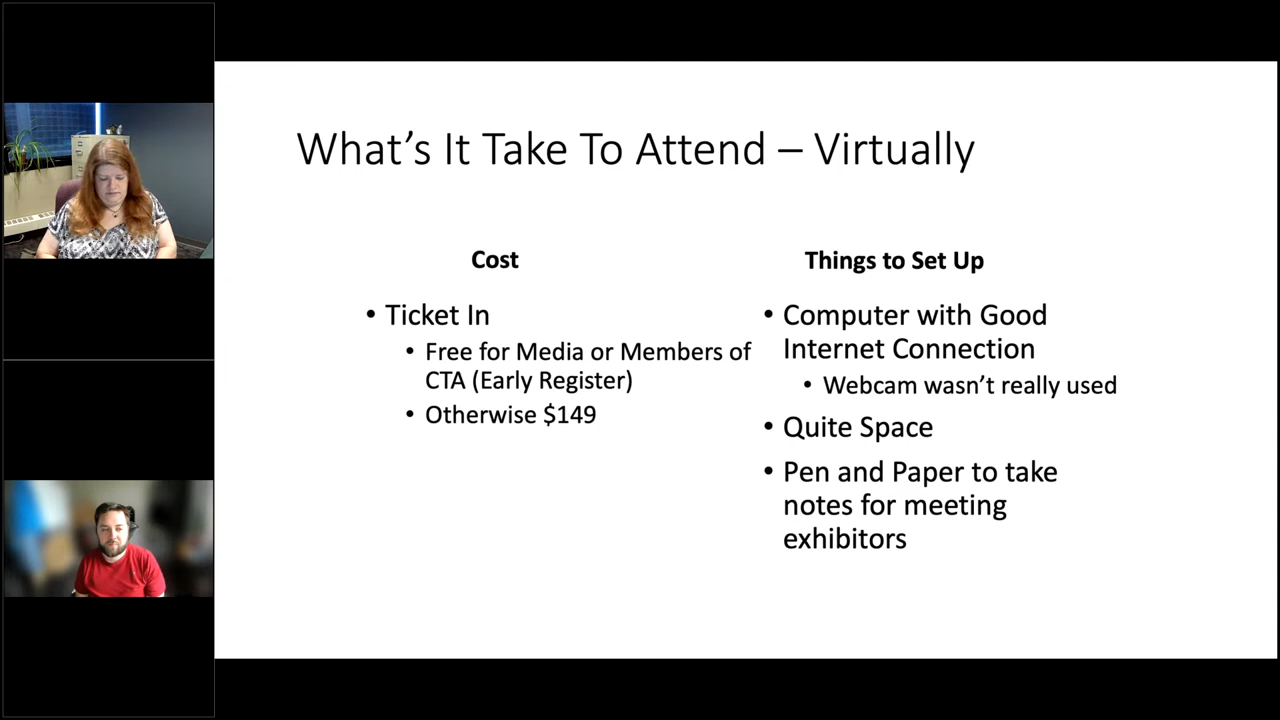 What's It Take To Attend – Virtually
Cost
• Ticket In
• Free for Media or Members of
CTA (Early Register)
• Otherwise $149
Things to Set Up
• Computer with Good
Internet Connection
• Webcam wasn't really used
• Quite Space
• Pen and Paper to take
notes for meeting
exhibitors